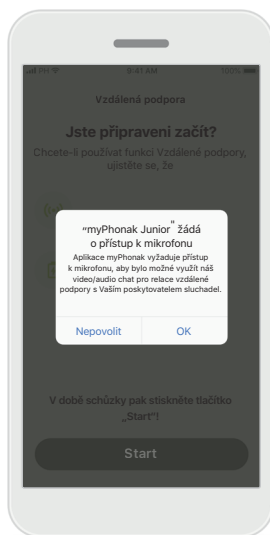 PH
9:41 AM
100%
Vzdálená podpora
Jste připraveni začít?
Chcete-li používat funkci Vzdálené podpory,
ujistěte se, že
"myPhonak Junior" žádá
o přístup k mikrofonu
Aplikace myPhonak vyžaduje přístup
k mikrofonu, aby bylo možné využít náš
video/audio chat pro relace vzdálené
podpory s Vaším poskytovatelem sluchadel.
Nepovolit
OK
V době schůzky pak stiskněte tlačítko
„Start"!
Start